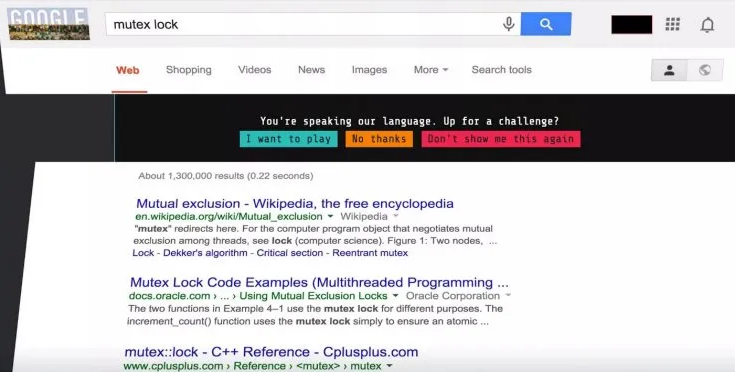 GOOGLE
mutex lock
Web Shopping Videos News Images More Search tools
You're speaking our language. Up for a challenge?
I want to play No thanks Don't show me this again
About 1,300,000 results (0.22 seconds)
Mutual exclusion - Wikipedia, the free encyclopedia
en.wikipedia.org/wiki/Mutual_exclusion Wikipedia
"mutex" redirects here. For the computer program object that negotiates mutual
exclusion among threads, see lock (computer science). Figure 1: Two nodes, ...
Lock - Dekker's algorithm - Critical section - Reentrant mutex
Mutex Lock Code Examples (Multithreaded Programming ...
docs.oracle.com › ... › Using Mutual Exclusion Locks Oracle Corporation
The two functions in Example 4–1 use the mutex lock for different purposes. The
increment_count() function uses the mutex lock simply to ensure an atomic ...
mutex::lock - C++ Reference - Cplusplus.com
www.cplusplus.com › Reference › <mutex> › mutex